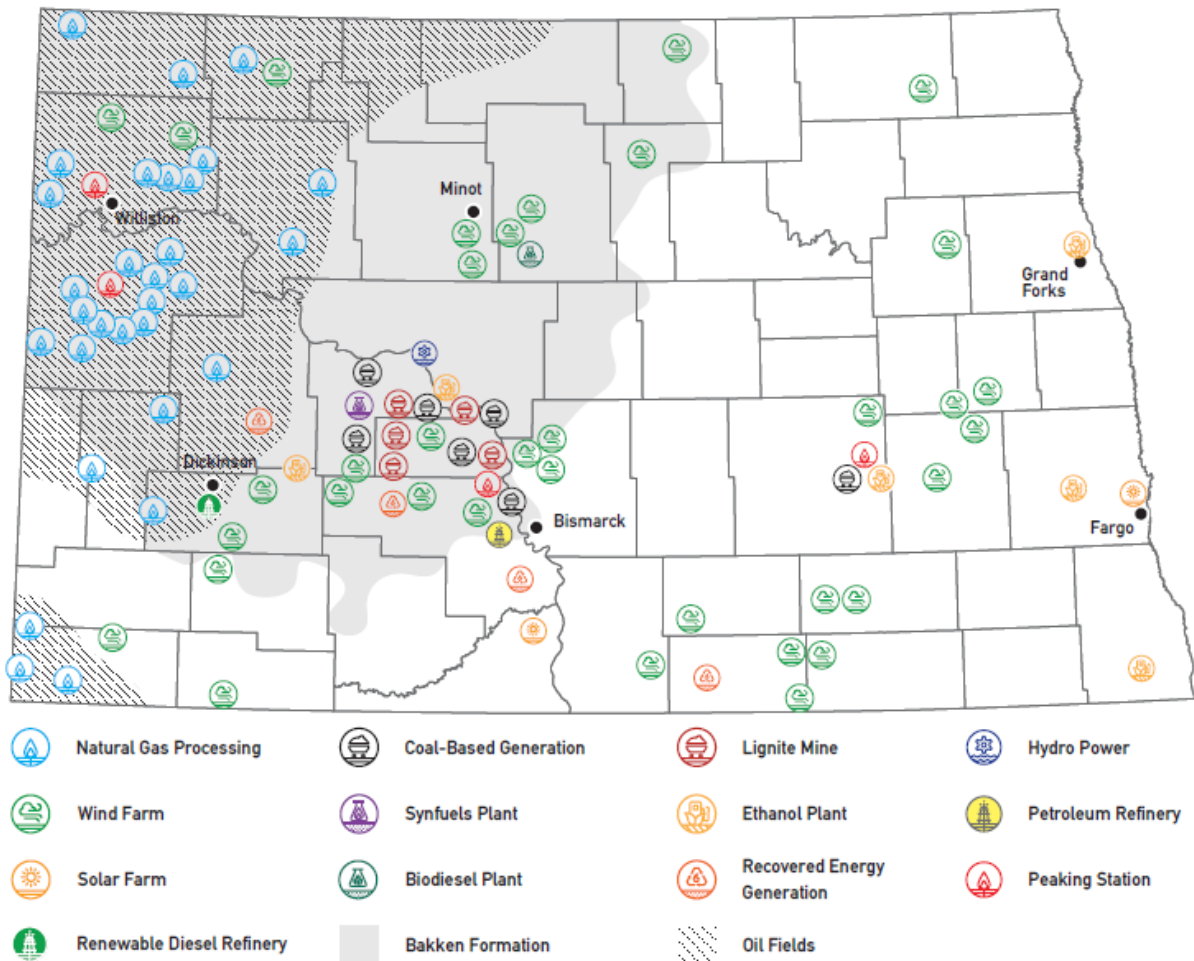 Minot
Williston
Grand
Forks
Dickinson
Bismarck
Fargo
Natural Gas Processing
Coal-Based Generation
Lignite Mine
Hydro Power
Wind Farm
Synfuels Plant
Ethanol Plant
Petroleum Refinery
Solar Farm
Biodiesel Plant
Recovered Energy
Generation
Peaking Station
Renewable Diesel Refinery
Bakken Formation
Oil Fields